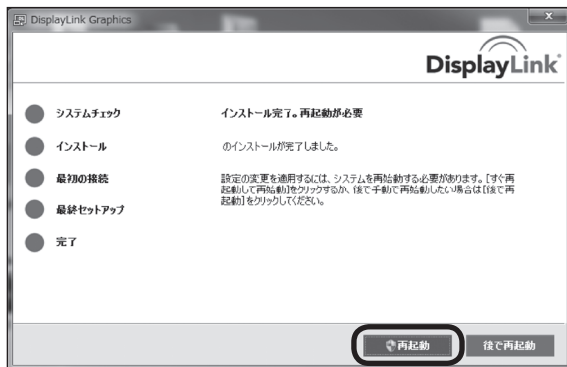 DisplayLink Graphics
DisplayLink
システムチェック
インストール
最初の接続
最終セットアップ
完了
インストール完了。再起動が必要
のインストールが完了しました。
設定の変更を適用するには、システムを再始動する必要があります。[すぐ再
起動して再始動]をクリックするか、後で手動で再始動したい場合は[後で再
起動]をクリックしてください。
再起動
後で再起動